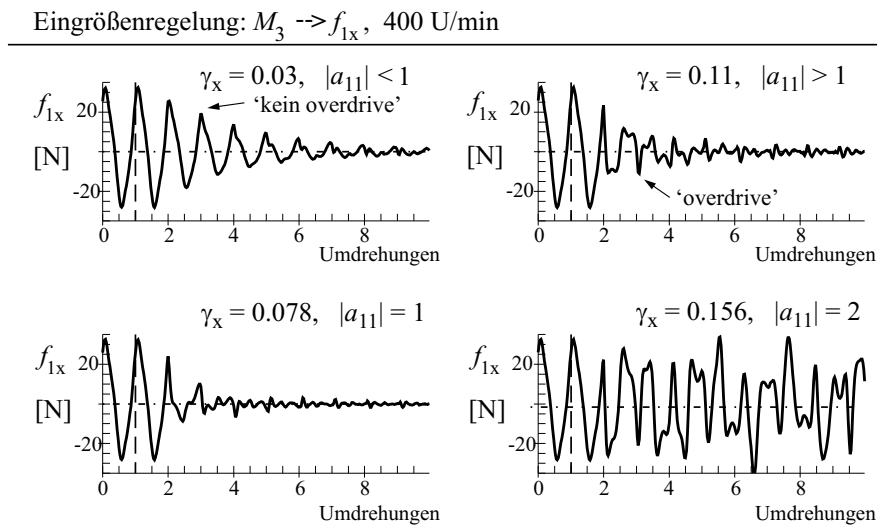 Eingrößenregelung: M₃ --> f₁ₓ, 400 U/min
γₓ = 0.03, |a₁₁| < 1
f₁ₓ
[N]
20
-20
'kein overdrive'
0 2 4 6 8
Umdrehungen
γₓ = 0.11, |a₁₁| > 1
f₁ₓ
[N]
20
-20
'overdrive'
0 2 4 6 8
Umdrehungen
γₓ = 0.078, |a₁₁| = 1
f₁ₓ
[N]
20
-20
0 2 4 6 8
Umdrehungen
γₓ = 0.156, |a₁₁| = 2
f₁ₓ
[N]
20
-20
0 2 4 6 8
Umdrehungen